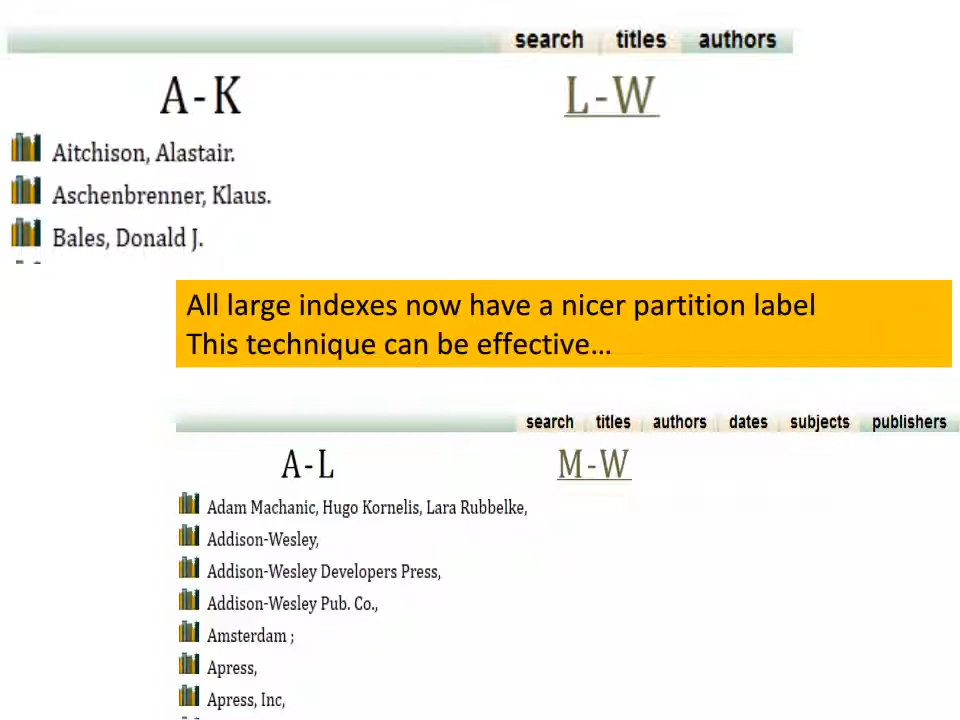 search titles authors
A-K L-W
Aitchison, Alastair.
Aschenbrenner, Klaus.
Bales, Donald J.
All large indexes now have a nicer partition label
This technique can be effective…
search titles authors dates subjects publishers
A-L M-W
Adam Machanic, Hugo Kornelis, Lara Rubbelke,
Addison-Wesley,
Addison-Wesley Developers Press,
Addison-Wesley Pub. Co.,
Amsterdam ;
Apress,
Apress, Inc,